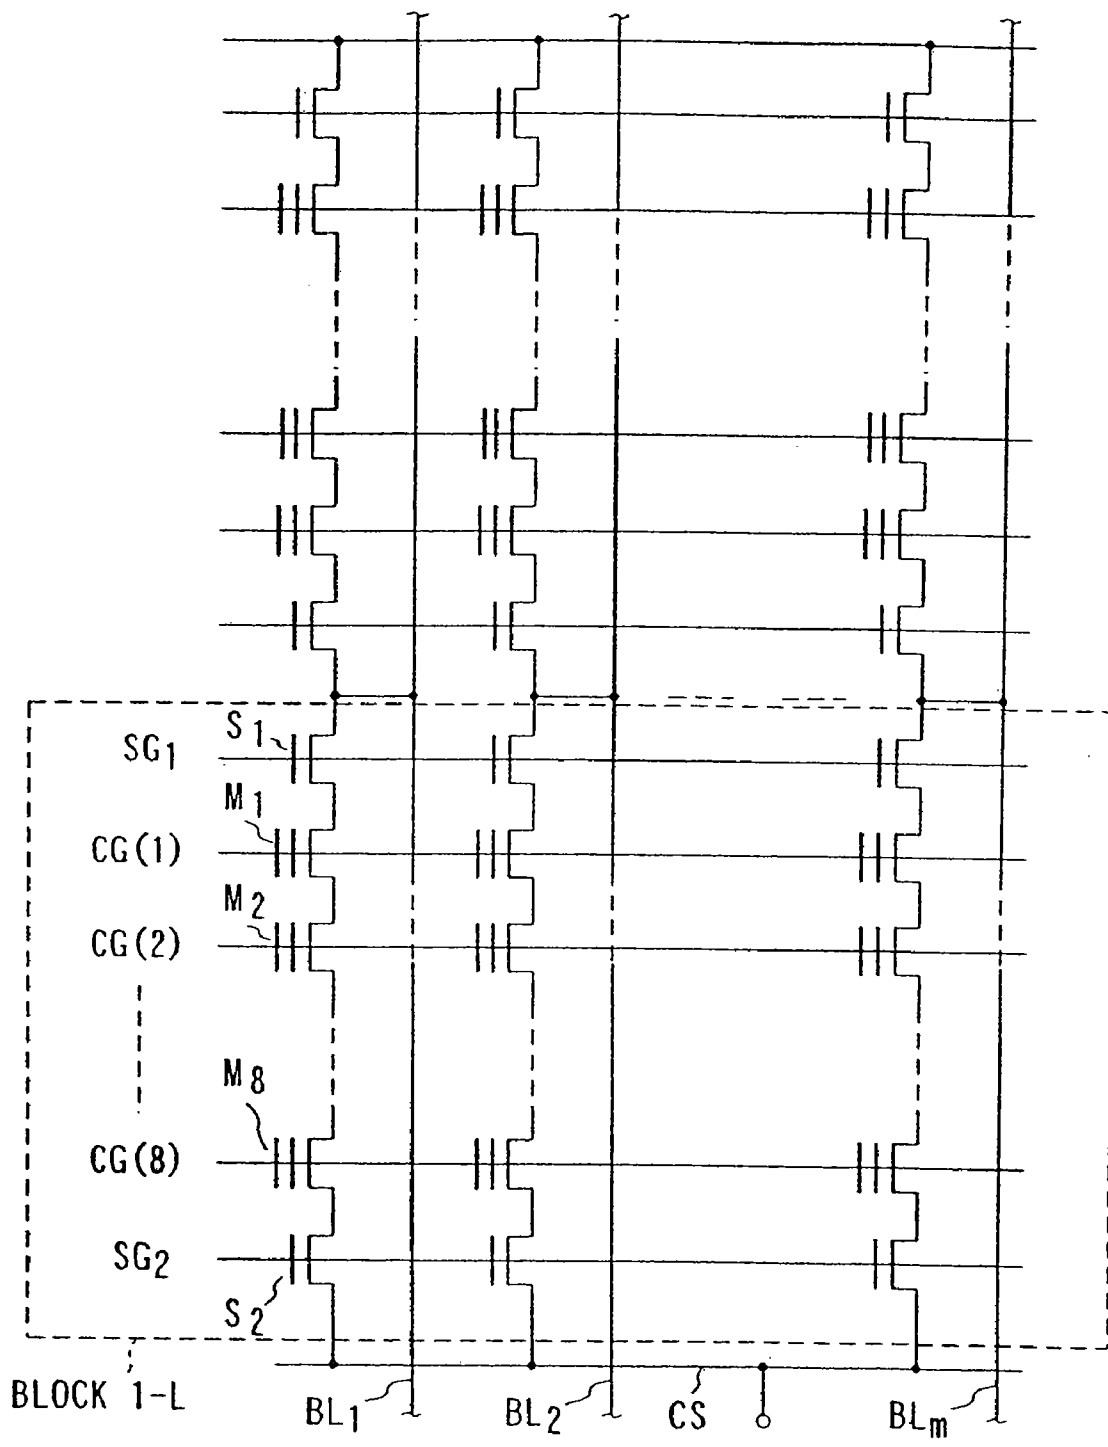 S1
SG1
M1
CG(1)
M2
CG(2)
M8
CG(8)
SG2
S2
BLOCK 1-L
BL1
BL2
CS
BLm